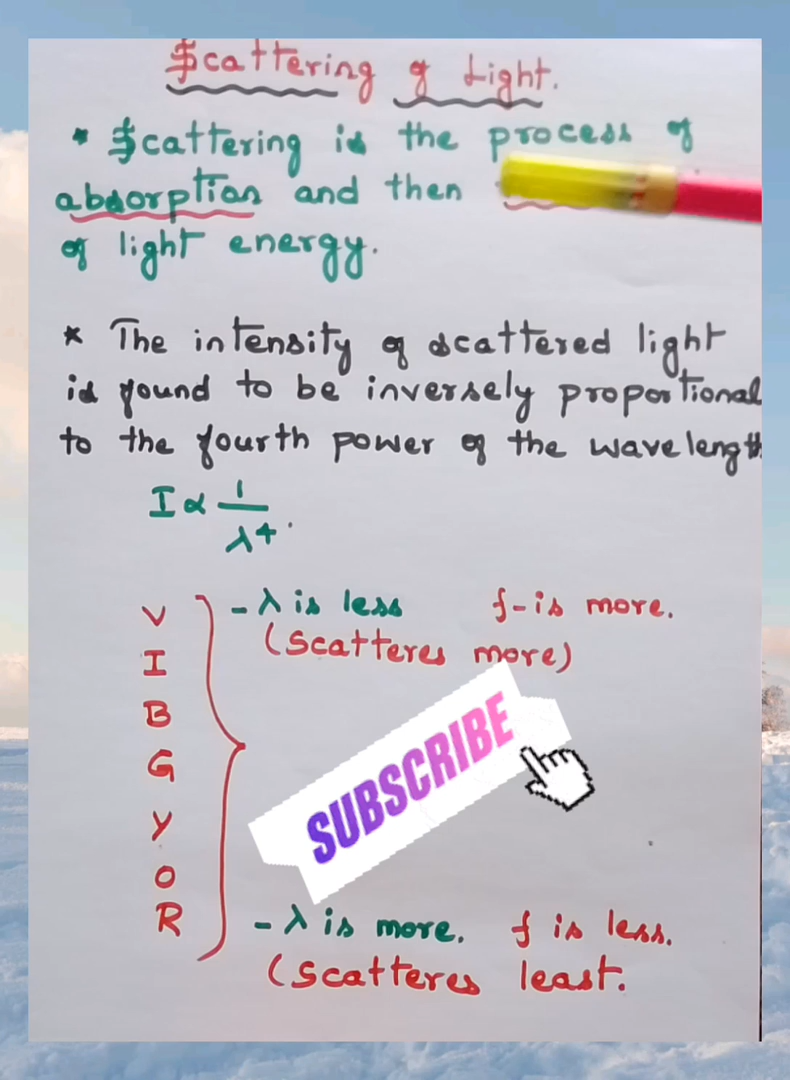 Scattering of Light.
* Scattering is the process of
absorption and then
of light energy.
* The intensity of scattered light
is found to be inversely proportional
to the fourth power of the wavelength
I ∝ 1/λ⁴.
V - λ is less f- is more.
(Scatteres more)
I
B
G
SUBSCRIBE
Y
O
R - λ is more. f is less.
(Scatteres least.